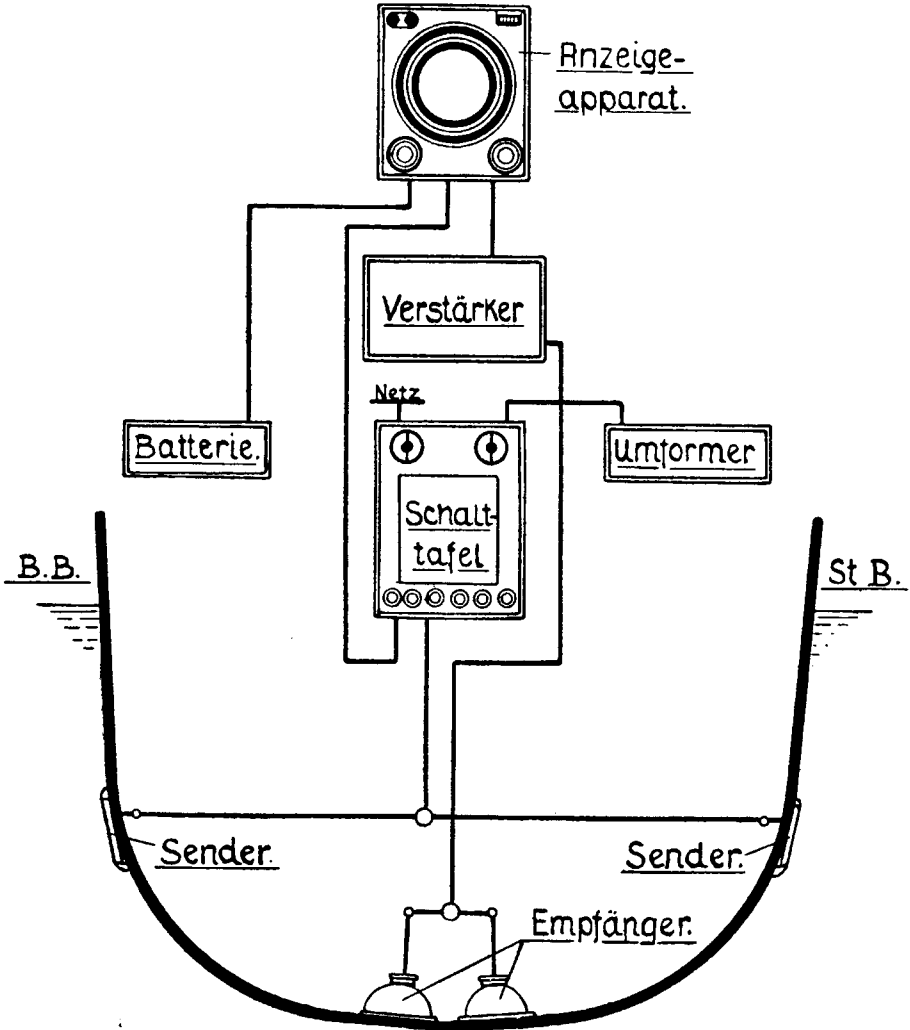 Anzeige-
apparat.
Verstärker
Netz
Batterie.
Umformer
Schalt-
tafel
B.B.
St B.
Sender.
Sender.
Empfänger.